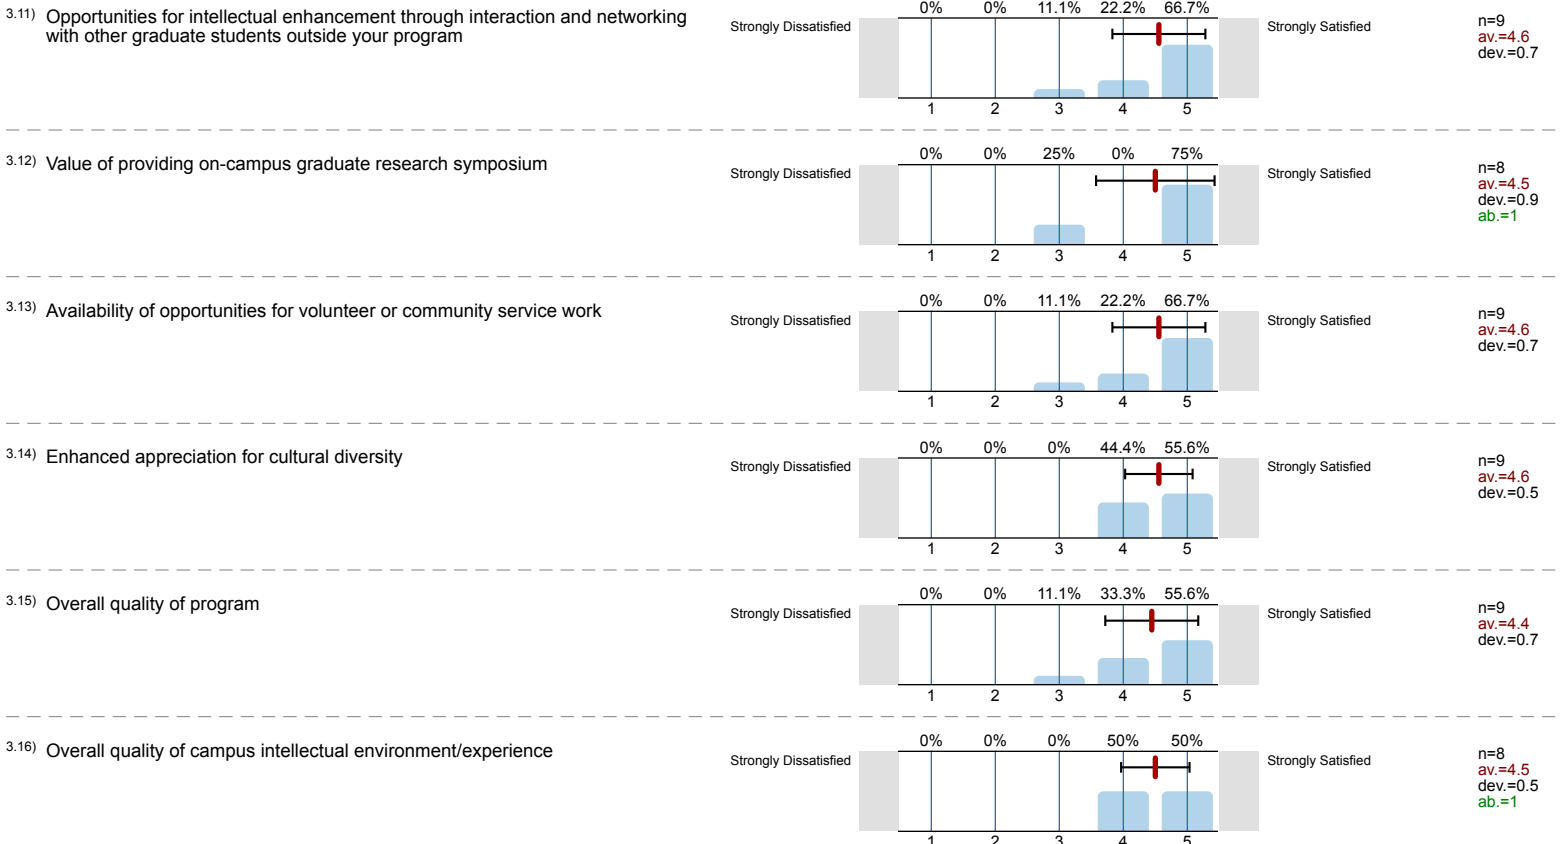 3.11) Opportunities for intellectual enhancement through interaction and networking
with other graduate students outside your program
Strongly Dissatisfied
0% 0% 11.1% 22.2% 66.7%
1 2 3 4 5
Strongly Satisfied
n=9
av.=4.6
dev.=0.7
3.12) Value of providing on-campus graduate research symposium
Strongly Dissatisfied
0% 0% 25% 0% 75%
1 2 3 4 5
Strongly Satisfied
n=8
av.=4.5
dev.=0.9
ab.=1
3.13) Availability of opportunities for volunteer or community service work
Strongly Dissatisfied
0% 0% 11.1% 22.2% 66.7%
1 2 3 4 5
Strongly Satisfied
n=9
av.=4.6
dev.=0.7
3.14) Enhanced appreciation for cultural diversity
Strongly Dissatisfied
0% 0% 0% 44.4% 55.6%
1 2 3 4 5
Strongly Satisfied
n=9
av.=4.6
dev.=0.5
3.15) Overall quality of program
Strongly Dissatisfied
0% 0% 11.1% 33.3% 55.6%
1 2 3 4 5
Strongly Satisfied
n=9
av.=4.4
dev.=0.7
3.16) Overall quality of campus intellectual environment/experience
Strongly Dissatisfied
0% 0% 0% 50% 50%
1 2 3 4 5
Strongly Satisfied
n=8
av.=4.5
dev.=0.5
ab.=1